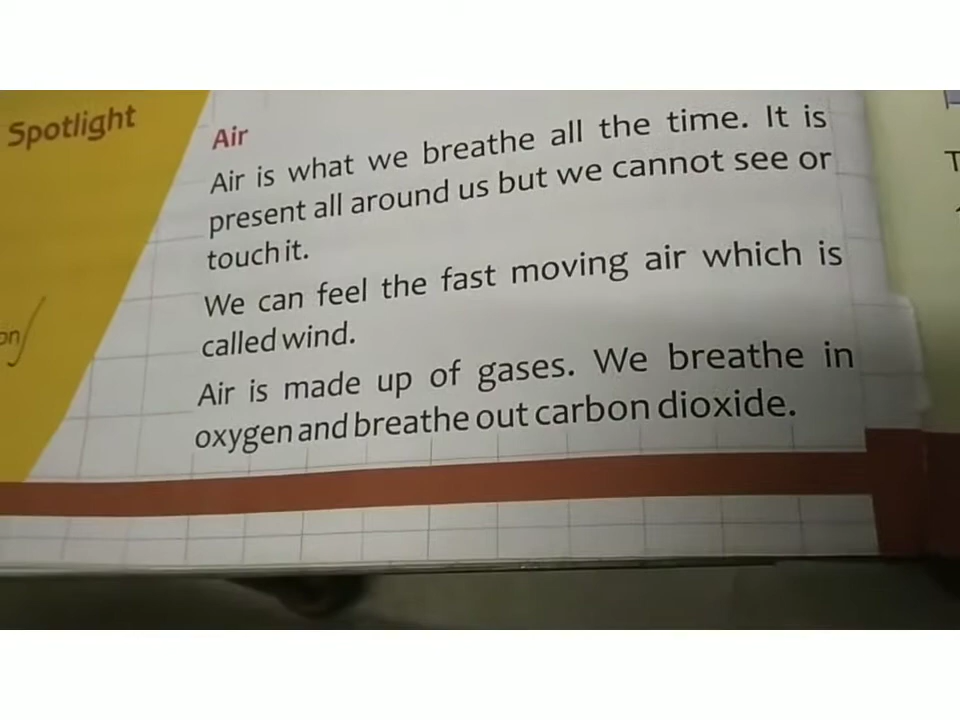 Spotlight
Air
Air is what we breathe all the time. It is
present all around us but we cannot see or
touch it.
We can feel the fast moving air which is
called wind.
Air is made up of gases. We breathe in
oxygen and breathe out carbon dioxide.